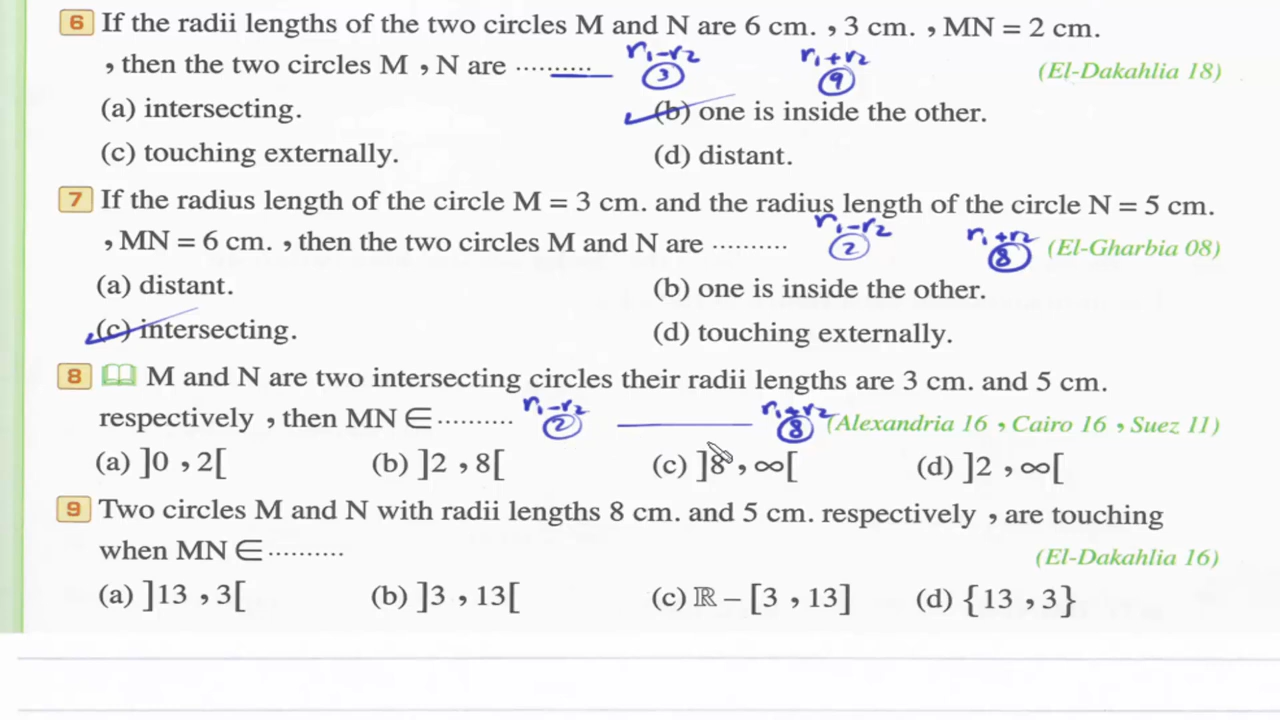 6 If the radii lengths of the two circles M and N are 6 cm. , 3 cm. , MN = 2 cm.
r₁-r₂ r₁+r₂
, then the two circles M , N are .......... 3 9 (El-Dakahlia 18)
(a) intersecting. (b) one is inside the other.
(c) touching externally. (d) distant.
7 If the radius length of the circle M = 3 cm. and the radius length of the circle N = 5 cm.
r₁-r₂ r₁+r₂
, MN = 6 cm. , then the two circles M and N are .......... 2 8 (El-Gharbia 08)
(a) distant. (b) one is inside the other.
(c) intersecting. (d) touching externally.
8 M and N are two intersecting circles their radii lengths are 3 cm. and 5 cm.
r₁-r₂ r₁+r₂
respectively , then MN ∈ .......... 2 8 (Alexandria 16 , Cairo 16 , Suez 11)
(a) ]0 , 2[ (b) ]2 , 8[ (c) ]8 , ∞[ (d) ]2 , ∞[
9 Two circles M and N with radii lengths 8 cm. and 5 cm. respectively , are touching
when MN ∈ .......... (El-Dakahlia 16)
(a) ]13 , 3[ (b) ]3 , 13[ (c) ℝ – [3 , 13] (d) {13 , 3}